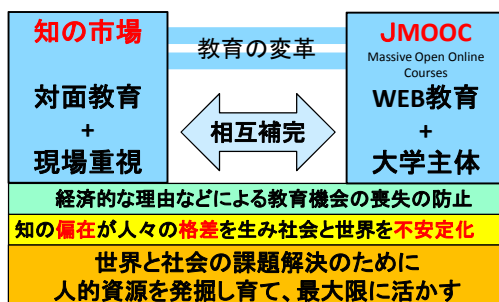 知の市場
対面教育
+
現場重視
教育の変革
相互補完
JMOOC
Massive Open Online
Courses
WEB教育
+
大学主体
経済的な理由などによる教育機会の喪失の防止
知の偏在が人々の格差を生み社会と世界を不安定化
世界と社会の課題解決のために
人的資源を発掘し育て、最大限に活かす